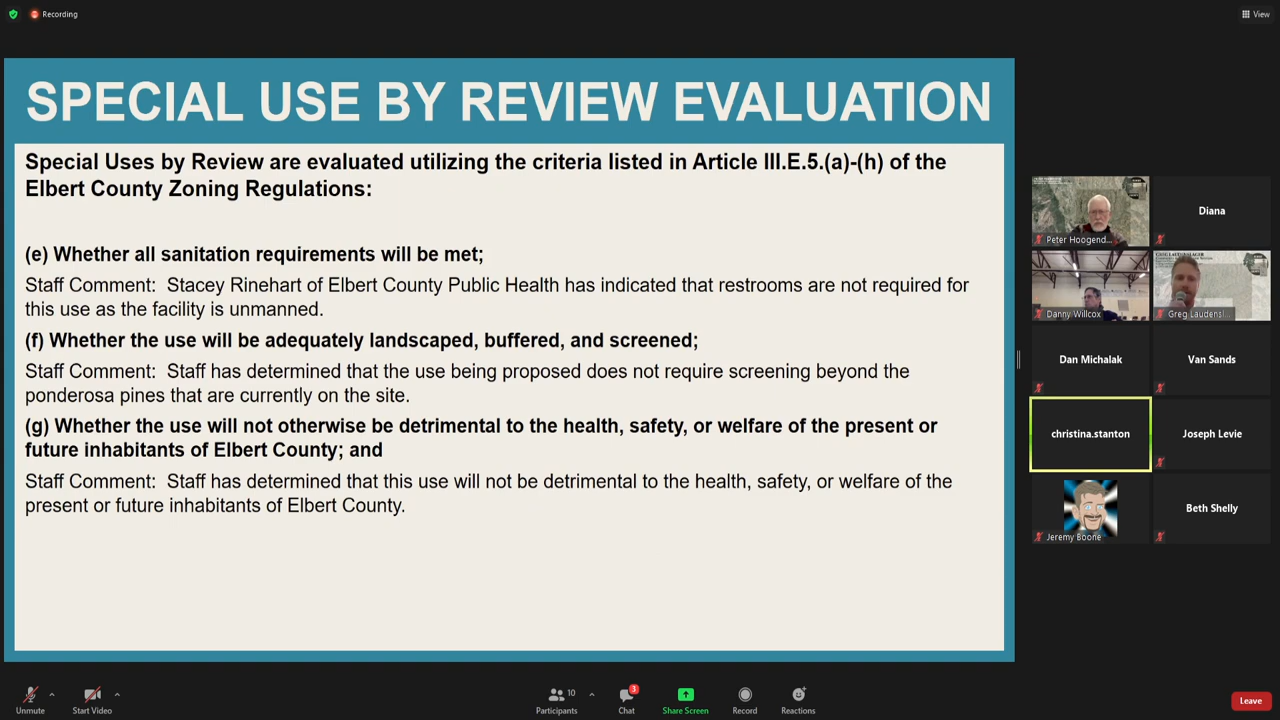 Recording
View
SPECIAL USE BY REVIEW EVALUATION
Special Uses by Review are evaluated utilizing the criteria listed in Article III.E.5.(a)-(h) of the
Elbert County Zoning Regulations:
(e) Whether all sanitation requirements will be met;
Staff Comment: Stacey Rinehart of Elbert County Public Health has indicated that restrooms are not required for
this use as the facility is unmanned.
(f) Whether the use will be adequately landscaped, buffered, and screened;
Staff Comment: Staff has determined that the use being proposed does not require screening beyond the
ponderosa pines that are currently on the site.
(g) Whether the use will not otherwise be detrimental to the health, safety, or welfare of the present or
future inhabitants of Elbert County; and
Staff Comment: Staff has determined that this use will not be detrimental to the health, safety, or welfare of the
present or future inhabitants of Elbert County.
Peter Hoogend...
Diana
Danny Willcox
Greg Laudensl...
Dan Michalak
Van Sands
christina.stanton
Joseph Levie
Jeremy Boone
Beth Shelly
Unmute
Start Video
10
Participants
3
Chat
Share Screen
Record
Reactions
Leave